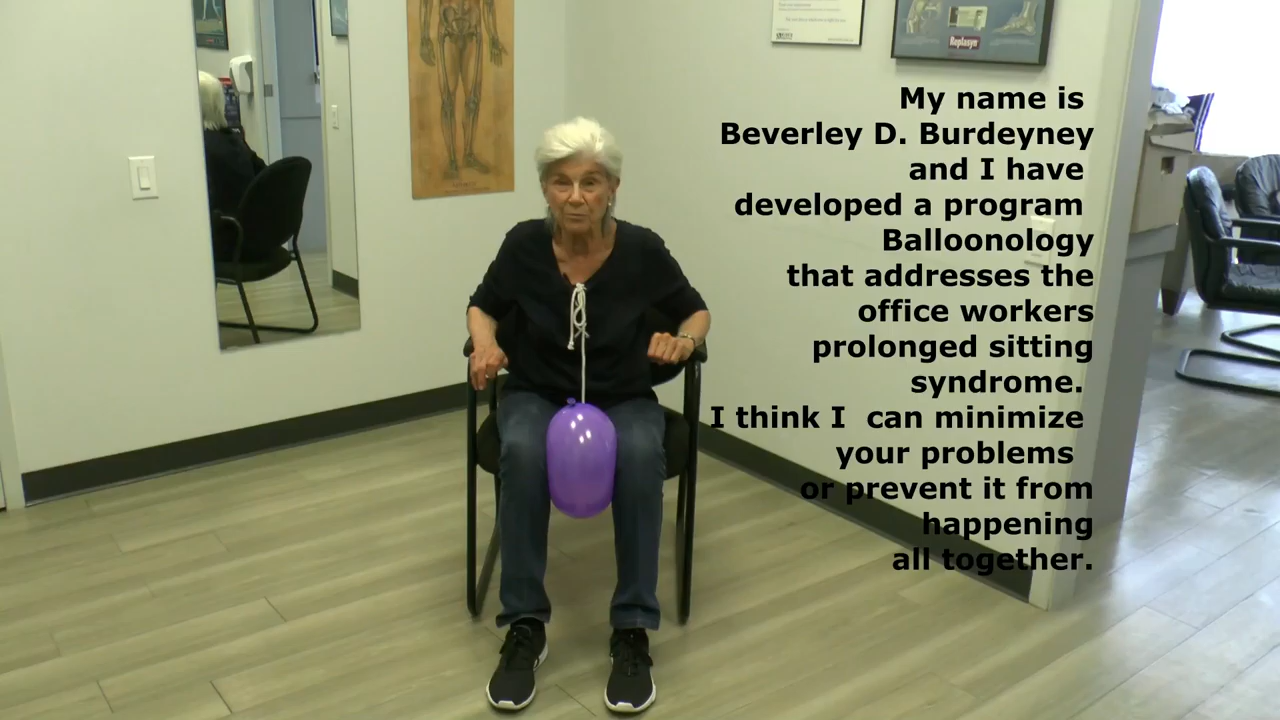 Replasyn
My name is
Beverley D. Burdeyney
and I have
developed a program
Balloonology
that addresses the
office workers
prolonged sitting
syndrome.
I think I  can minimize
your problems
or prevent it from
happening
all together.